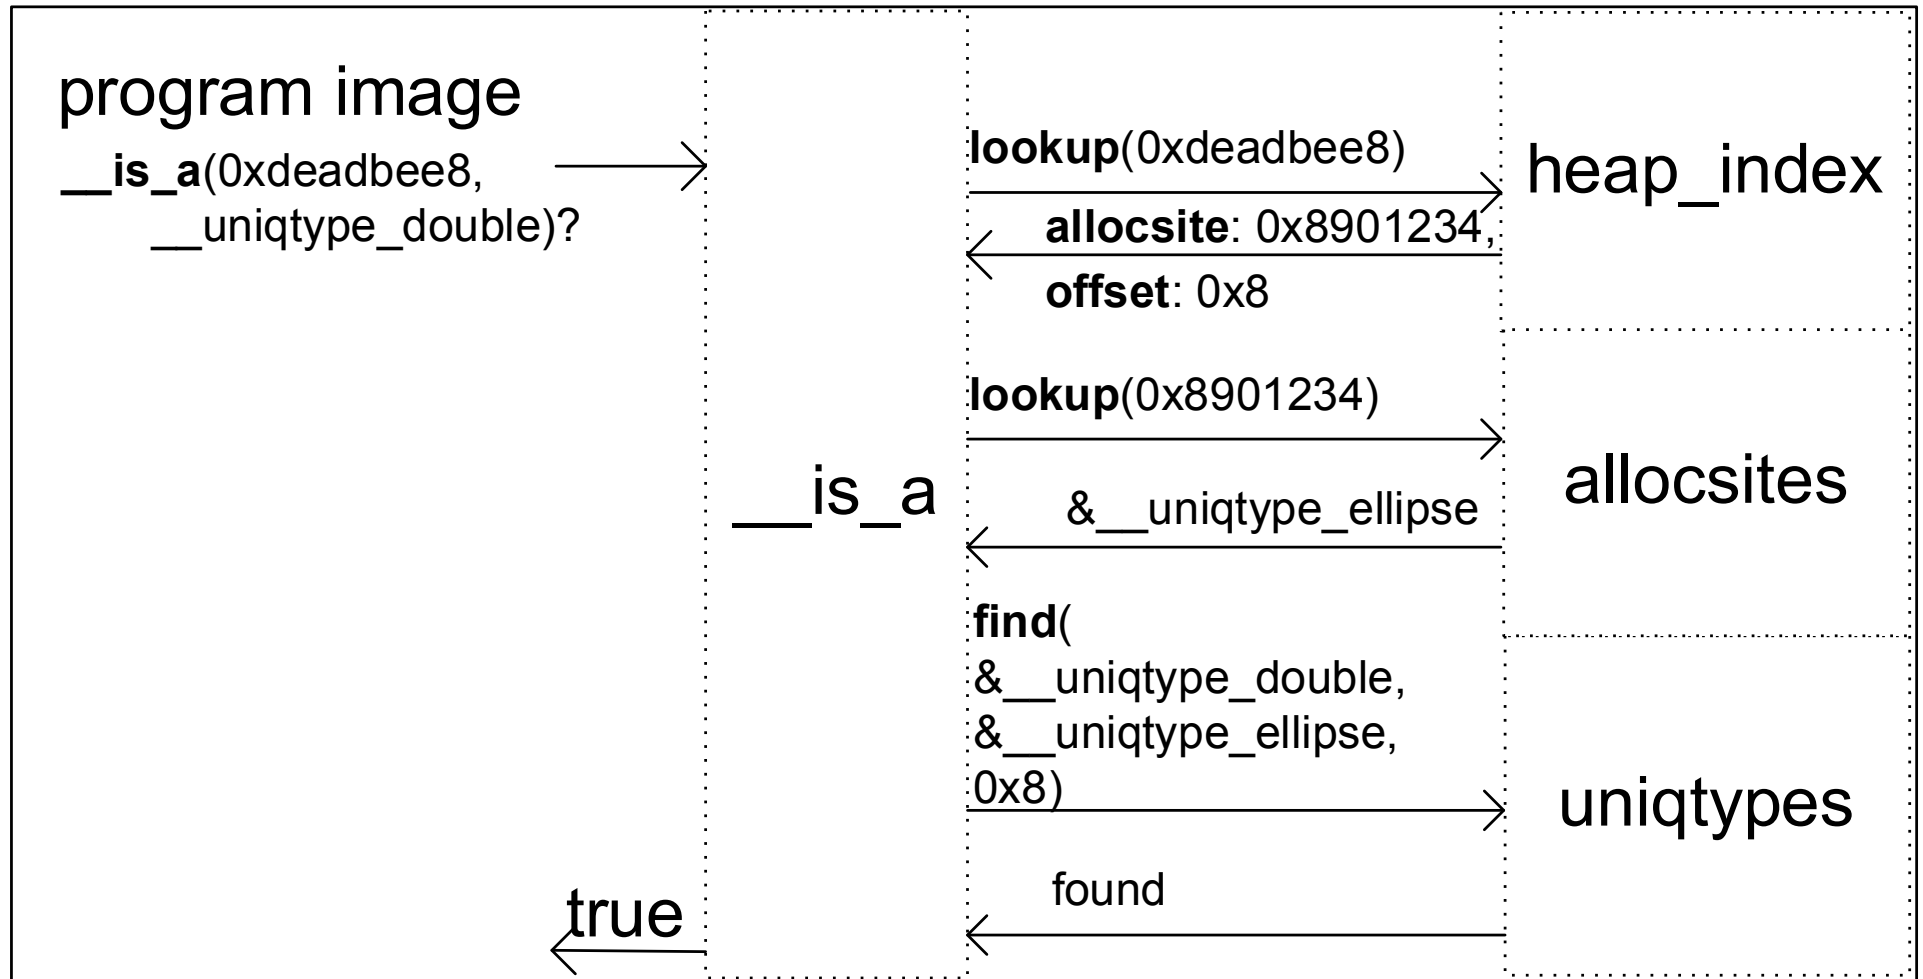 program image
__is_a(0xdeadbee8,
__uniqtype_double)?
lookup(0xdeadbee8)
heap_index
allocsite: 0x8901234,
offset: 0x8
lookup(0x8901234)
__is_a
allocsites
&__uniqtype_ellipse
find(
&__uniqtype_double,
&__uniqtype_ellipse,
0x8)
uniqtypes
found
true